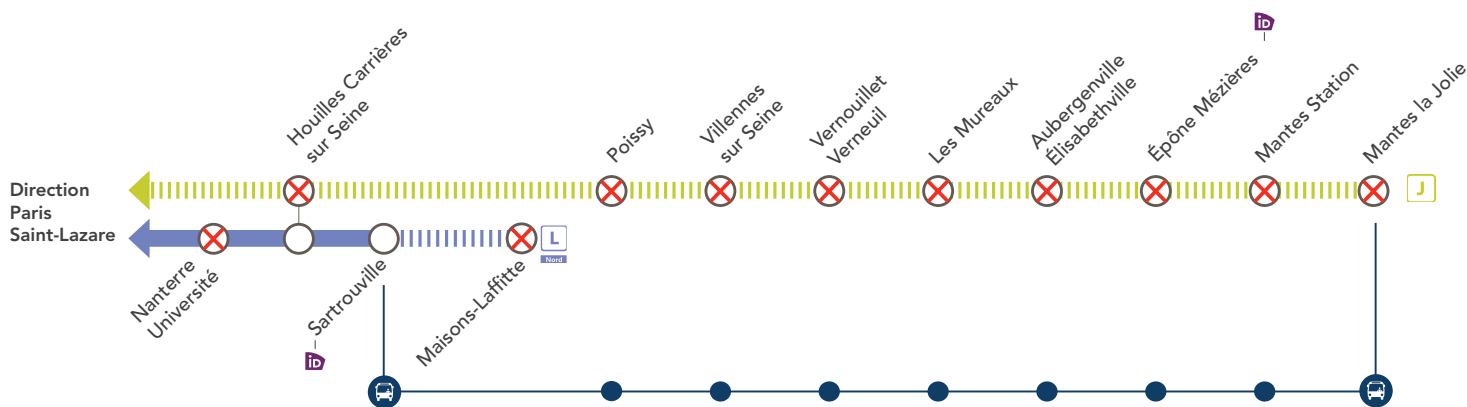 Direction
Paris
Saint-Lazare
Houilles Carrières
sur Seine
Poissy
Villennes
sur Seine
Vernouillet
Verneuil
Les Mureaux
Aubergenville
Élisabethville
Épône Mézières
iD
Mantes Station
Mantes la Jolie
J
Nanterre
Université
Sartrouville
iD
Maisons-Laffitte
L
Nord